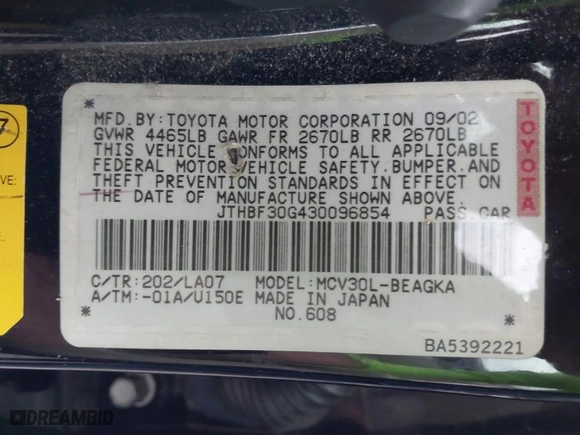 MFD.BY:TOYOTA MOTOR CORPORATION 09/02
GVWR 4465LB GAWR FR 2670LB RR 2670LB
THIS VEHICLE CONFORMS TO ALL APPLICABLE
FEDERAL MOTOR VEHICLE SAFETY,BUMPER,AND
THEFT PREVENTION STANDARDS IN EFFECT ON
THE DATE OF MANUFACTURE SHOWN ABOVE.
JTHBF30G430096854 PASS.CAR
C/TR:202/LA07 MODEL:MCV30L-BEAGKA
A/TM:-01A/U150E MADE IN JAPAN
NO.608
BA5392221
TOYOTA
7
VE:
DREAMBID